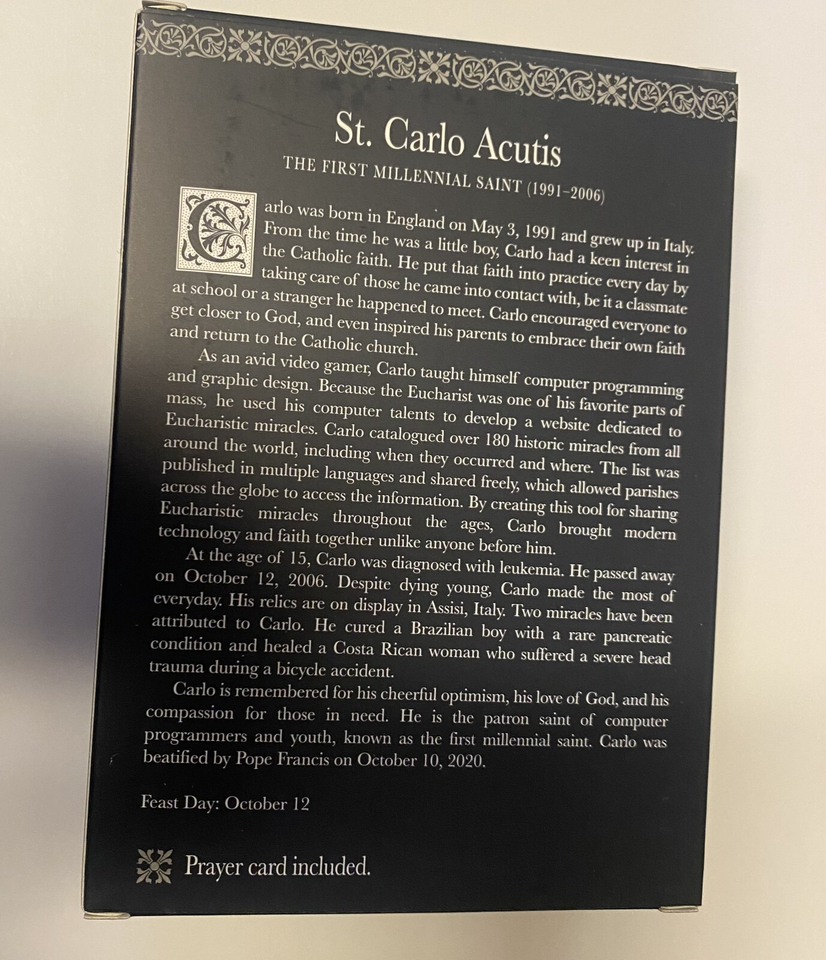 St. Carlo Acutis
THE FIRST MILLENNIAL SAINT (1991–2006)
Carlo was born in England on May 3, 1991 and grew up in Italy.
From the time he was a little boy, Carlo had a keen interest in
the Catholic faith. He put that faith into practice every day by
taking care of those he came into contact with, be it a classmate
at school or a stranger he happened to meet. Carlo encouraged everyone to
get closer to God, and even inspired his parents to embrace their own faith
and return to the Catholic church.
As an avid video gamer, Carlo taught himself computer programming
and graphic design. Because the Eucharist was one of his favorite parts of
mass, he used his computer talents to develop a website dedicated to
Eucharistic miracles. Carlo catalogued over 180 historic miracles from all
around the world, including when they occurred and where. The list was
published in multiple languages and shared freely, which allowed parishes
across the globe to access the information. By creating this tool for sharing
Eucharistic miracles throughout the ages, Carlo brought modern
technology and faith together unlike anyone before him.
At the age of 15, Carlo was diagnosed with leukemia. He passed away
on October 12, 2006. Despite dying young, Carlo made the most of
everyday. His relics are on display in Assisi, Italy. Two miracles have been
attributed to Carlo. He cured a Brazilian boy with a rare pancreatic
condition and healed a Costa Rican woman who suffered a severe head
trauma during a bicycle accident.
Carlo is remembered for his cheerful optimism, his love of God, and his
compassion for those in need. He is the patron saint of computer
programmers and youth, known as the first millennial saint. Carlo was
beatified by Pope Francis on October 10, 2020.
Feast Day: October 12
Prayer card included.